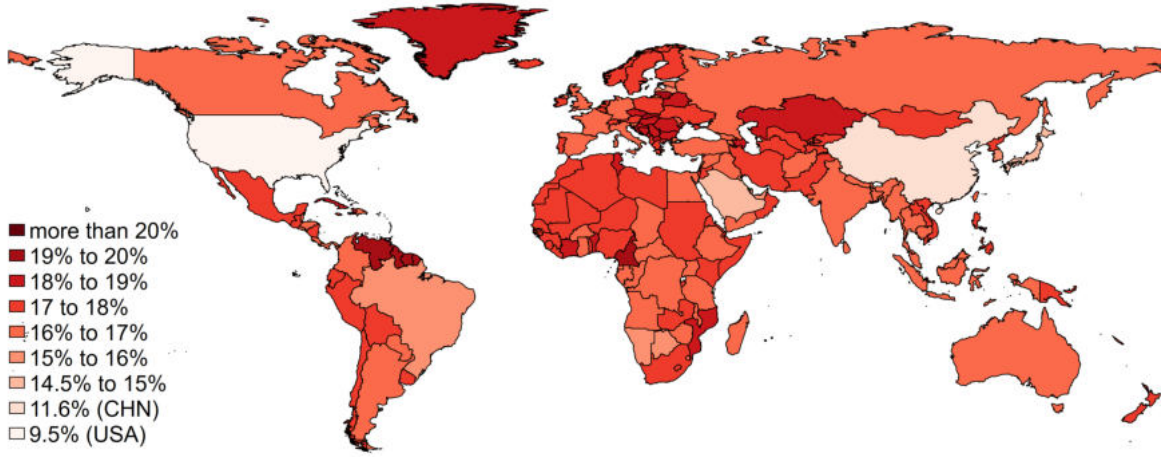 more than 20%
19% to 20%
18% to 19%
17 to 18%
16% to 17%
15% to 16%
14.5% to 15%
11.6% (CHN)
9.5% (USA)